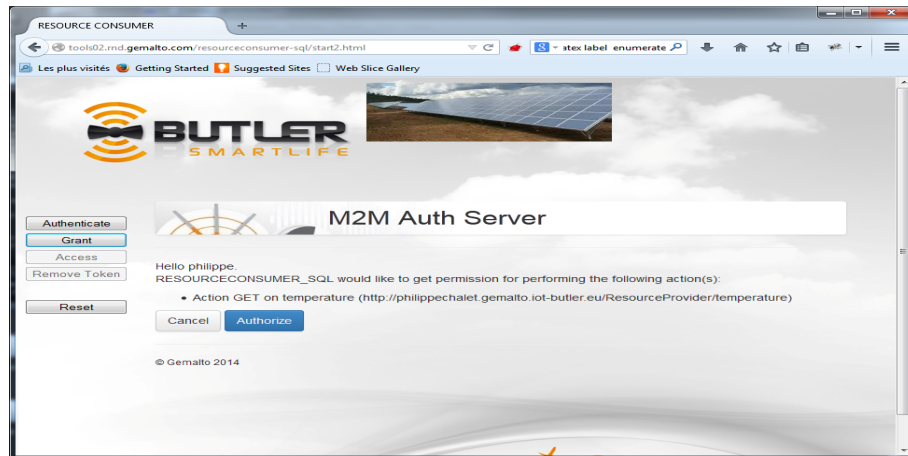 RESOURCE CONSUMER
tools02.rnd.gemalto.com/resourceconsumer-sql/start2.html
atex label enumerate
Les plus visités Getting Started Suggested Sites Web Slice Gallery
BUTLER
SMARTLIFE
M2M Auth Server
Authenticate
Grant
Access
Remove Token
Reset
Hello philippe.
RESOURCECONSUMER_SQL would like to get permission for performing the following action(s):
• Action GET on temperature (http://philippechalet.gemalto.iot-butler.eu/ResourceProvider/temperature)
Cancel Authorize
© Gemalto 2014